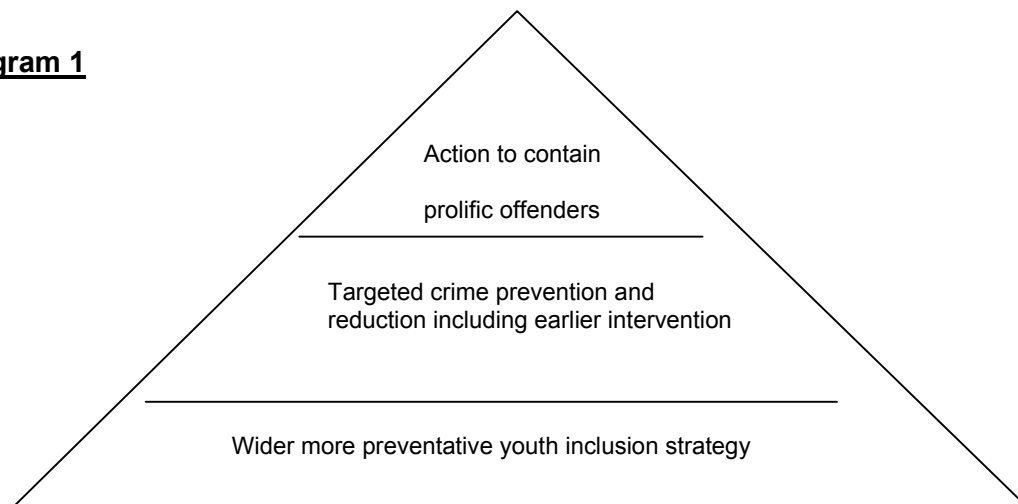 gram 1
Action to contain
prolific offenders
Targeted crime prevention and
reduction including earlier intervention
Wider more preventative youth inclusion strategy